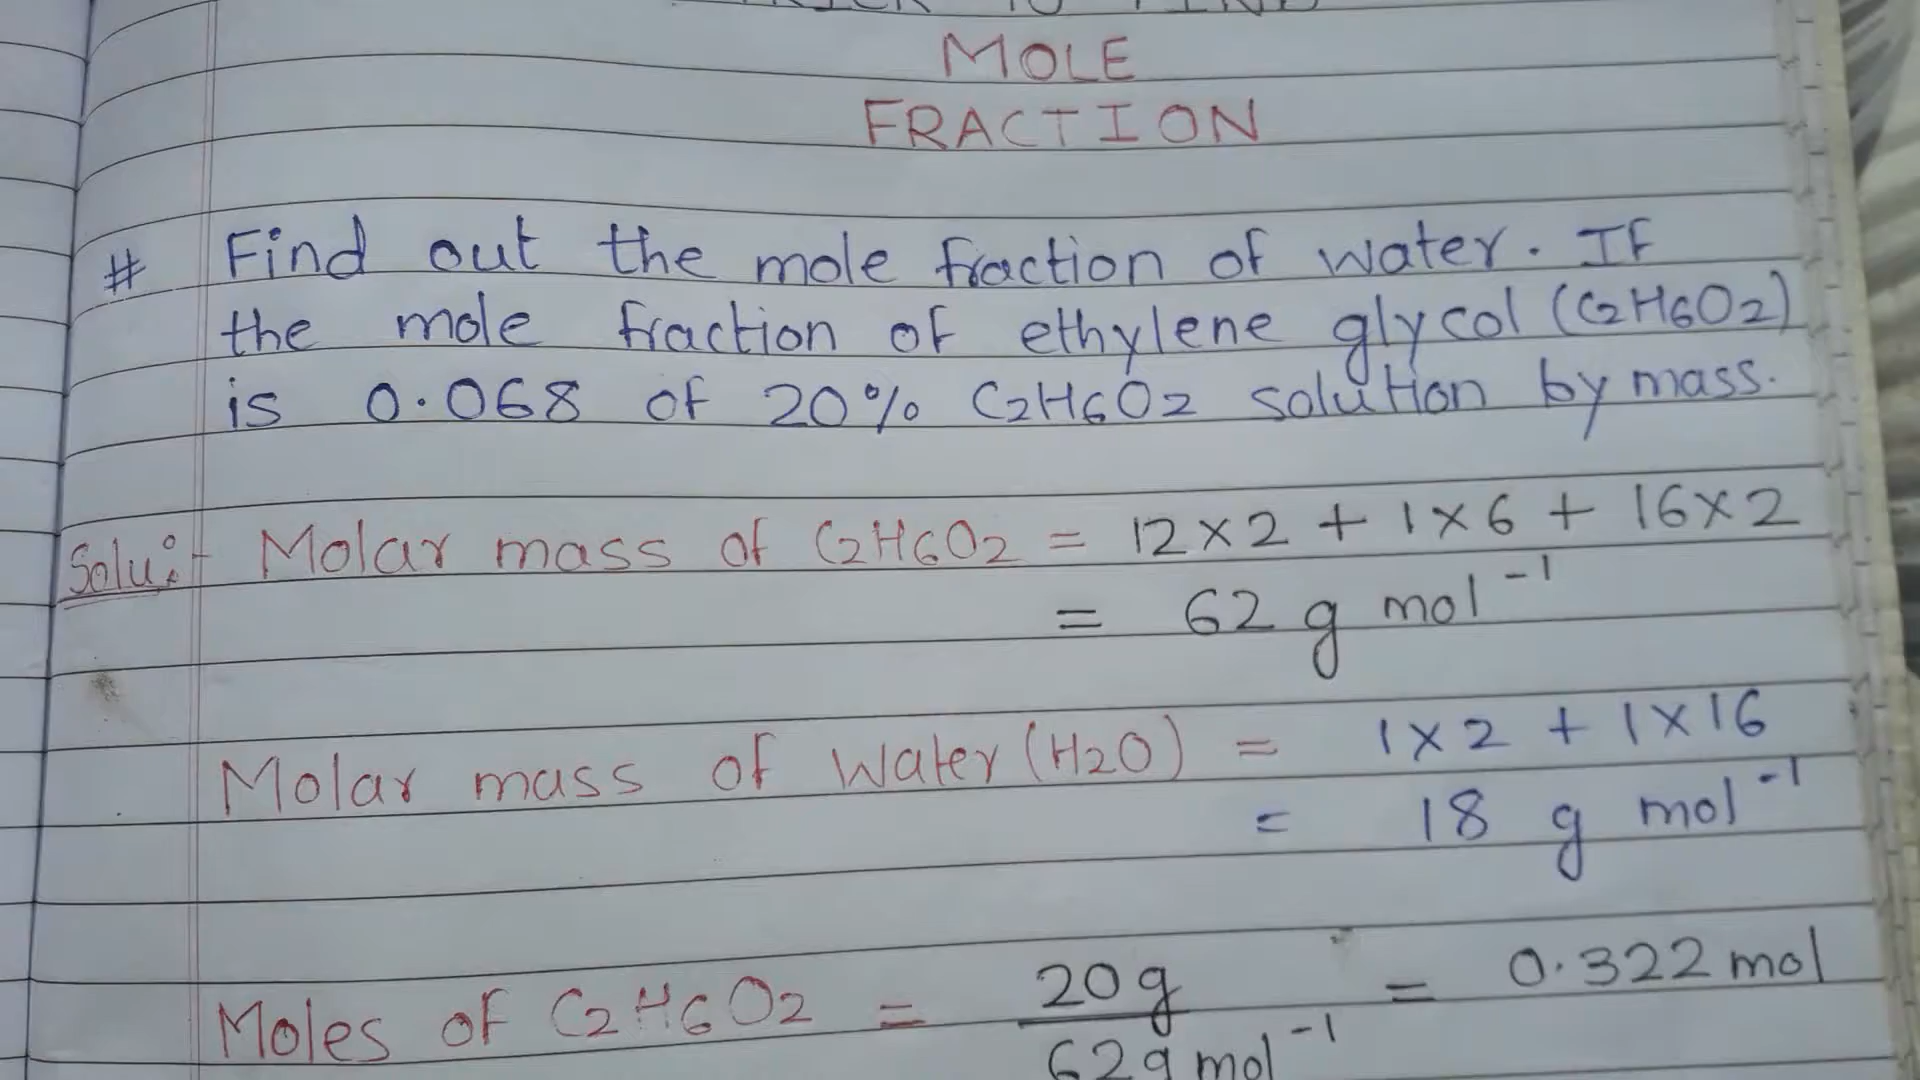 MOLE
FRACTION
# Find out the mole fraction of water. If
the mole fraction of ethylene glycol (C2H6O2)
is 0.068 of 20% C2H6O2 solution by mass.
Solu:- Molar mass of C2H6O2 = 12×2 + 1×6 + 16×2
= 62 g mol⁻¹
Molar mass of water (H2O) = 1×2 + 1×16
= 18 g mol⁻¹
Moles of C2H6O2 = 20g = 0.322 mol
62g mol⁻¹